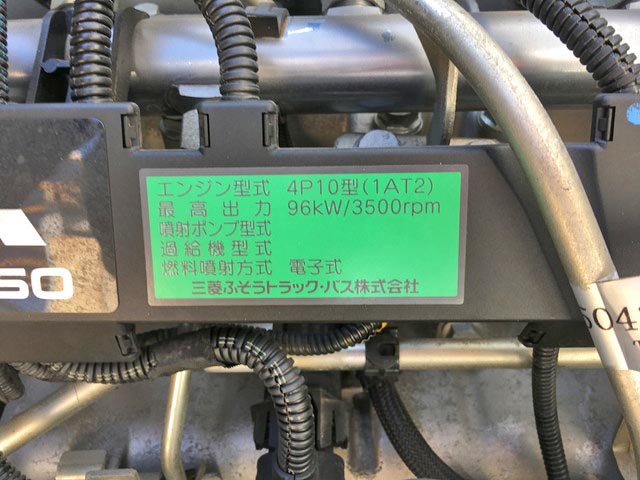 エンジン型式 4P10型(1AT2)
最高出力 96kW/3500rpm
噴射ポンプ型式
過給機型式
燃料噴射方式 電子式
三菱ふそうトラック・バス株式会社